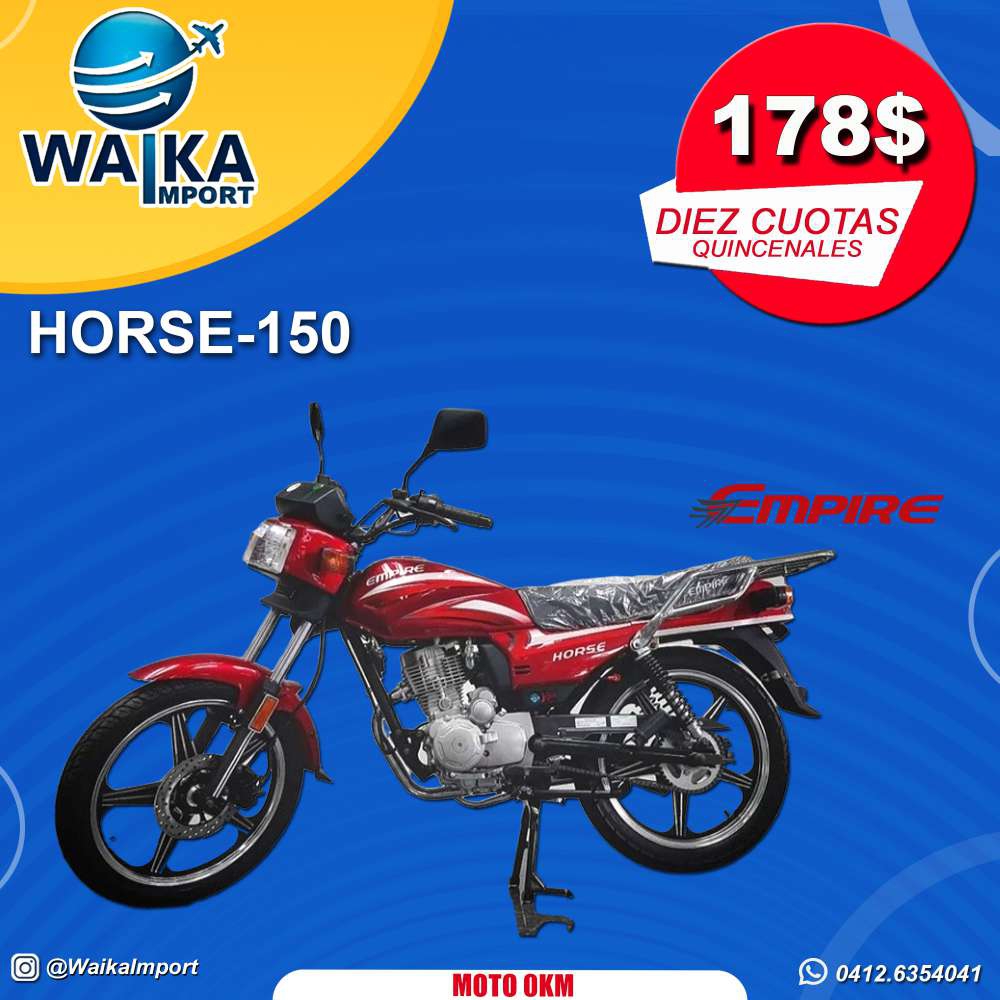 WAIKA
IMPORT
178$
DIEZ CUOTAS
QUINCENALES
HORSE-150
EMPIRE
EMPIRE
EMPIRE
HORSE
@WaikaImport
MOTO 0KM
0412.6354041